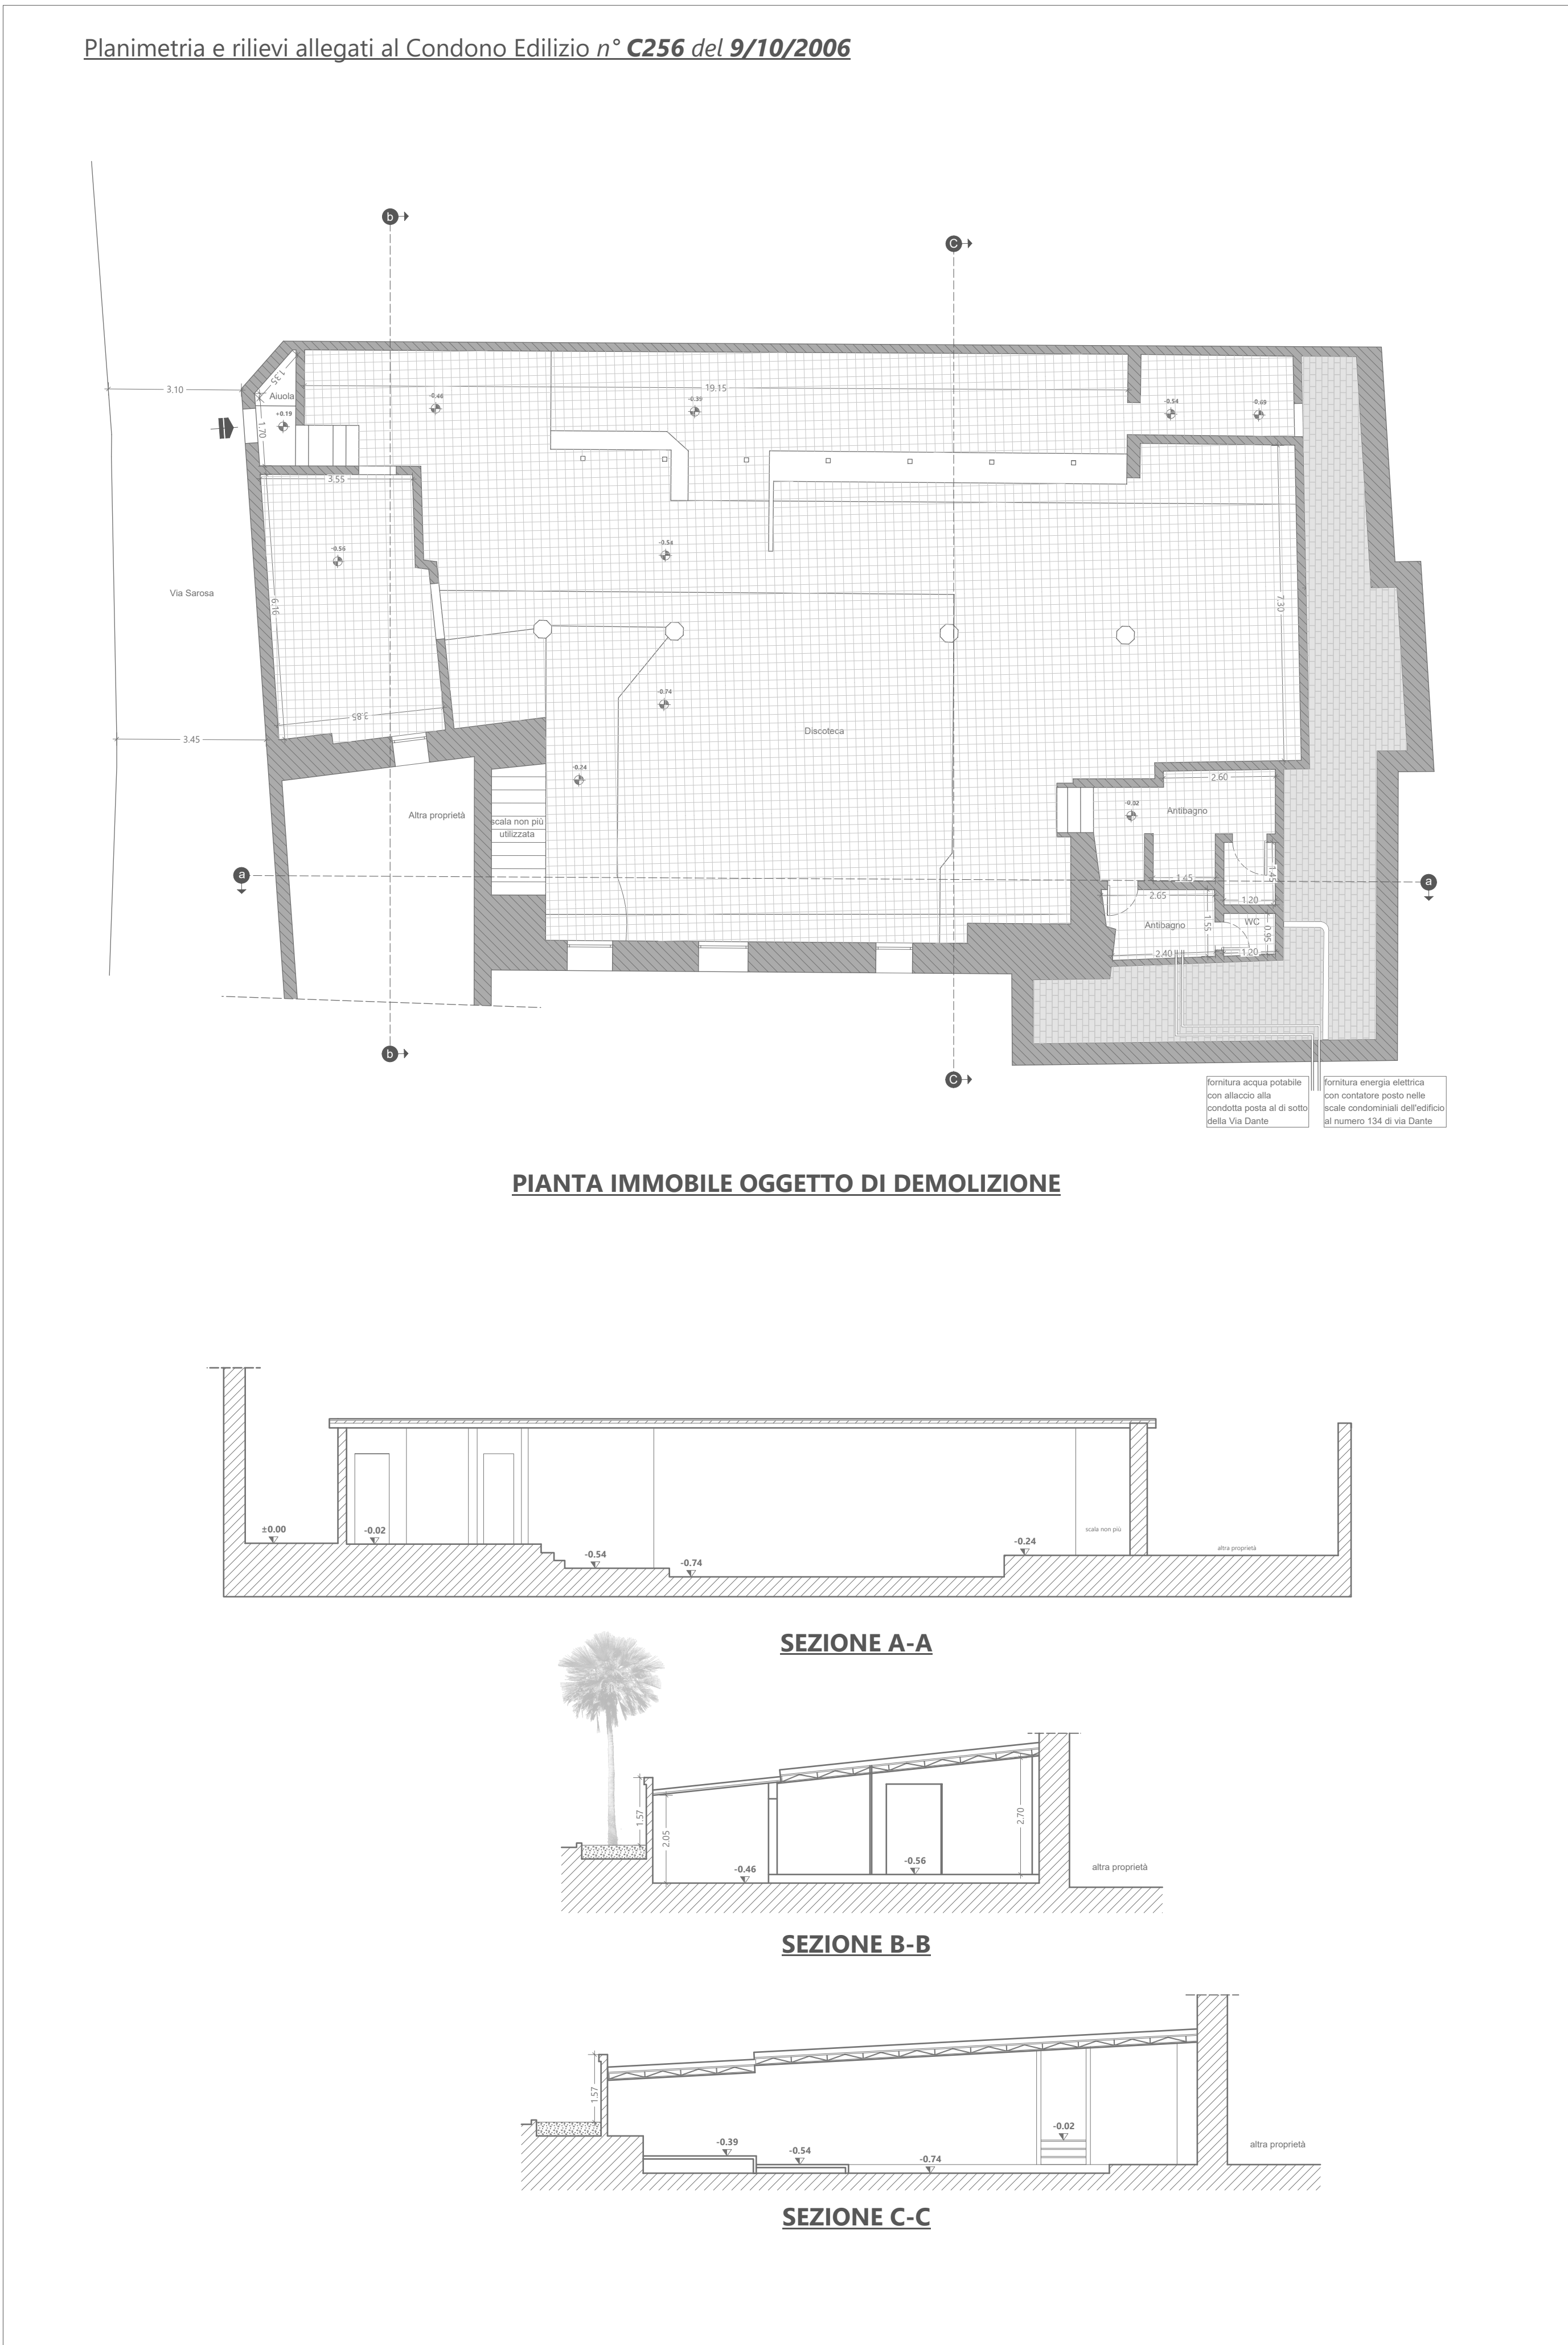 Planimetria e rilievi allegati al Condono Edilizio n° C256 del 9/10/2006
b
C
3.10
1.35
Aiuola
+0.19
1.70
-0.46
19.15
-0.39
-0.54
-0.69
3.55
-0.56
-0.54
Via Sarosa
6.16
7.30
-0.74
3.85
3.45
Discoteca
-0.24
2.60
-0.02
Antibagno
Altra proprietà
scala non più
utilizzata
a
a
1.45
1.45
2.65
1.20
Antibagno
1.55
WC
0.95
2.40
1.20
b
C
fornitura acqua potabile
con allaccio alla
condotta posta al di sotto
della Via Dante
fornitura energia elettrica
con contatore posto nelle
scale condominiali dell'edificio
al numero 134 di via Dante
PIANTA IMMOBILE OGGETTO DI DEMOLIZIONE
±0.00
-0.02
-0.54
-0.74
-0.24
scala non più
altra proprietà
SEZIONE A-A
1.57
2.05
2.70
-0.46
-0.56
altra proprietà
SEZIONE B-B
1.57
-0.39
-0.54
-0.74
-0.02
altra proprietà
SEZIONE C-C